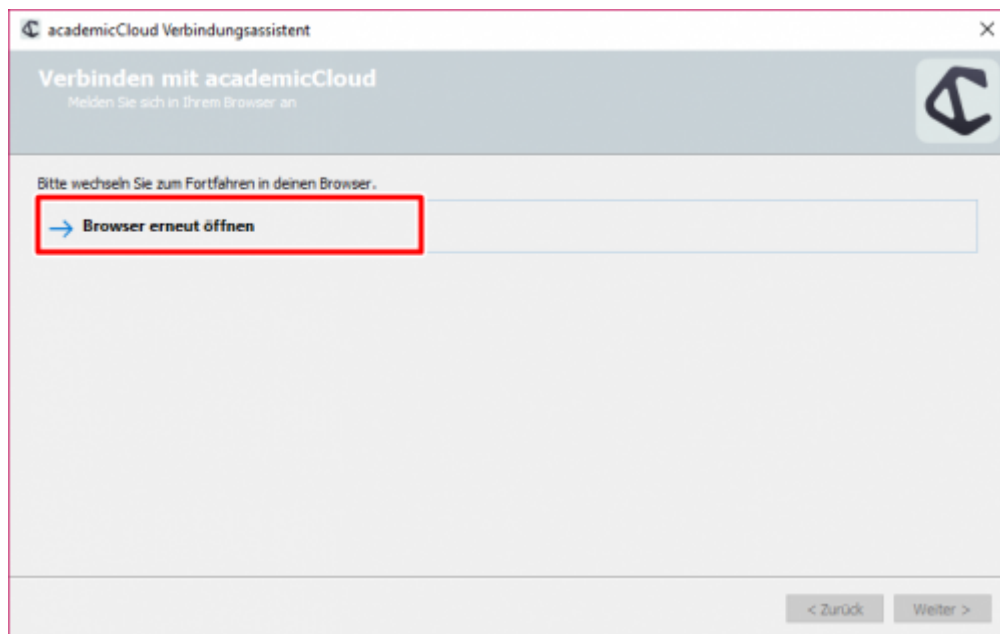 academicCloud Verbindungsassistent
Verbinden mit academicCloud
Melden Sie sich in Ihrem Browser an
Bitte wechseln Sie zum Fortfahren in deinen Browser.
Browser erneut öffnen
< Zurück Weiter >